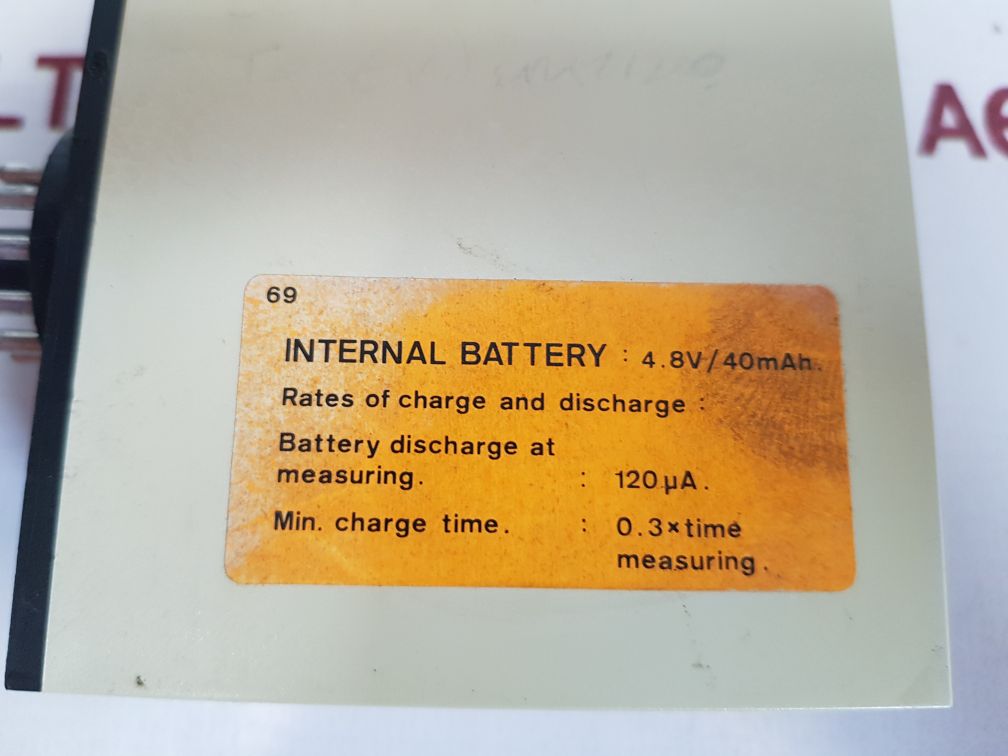 LT
A
69
INTERNAL BATTERY : 4.8V/40mAh.
Rates of charge and discharge :
Battery discharge at
measuring. : 120µA.
Min. charge time. : 0.3×time
measuring.